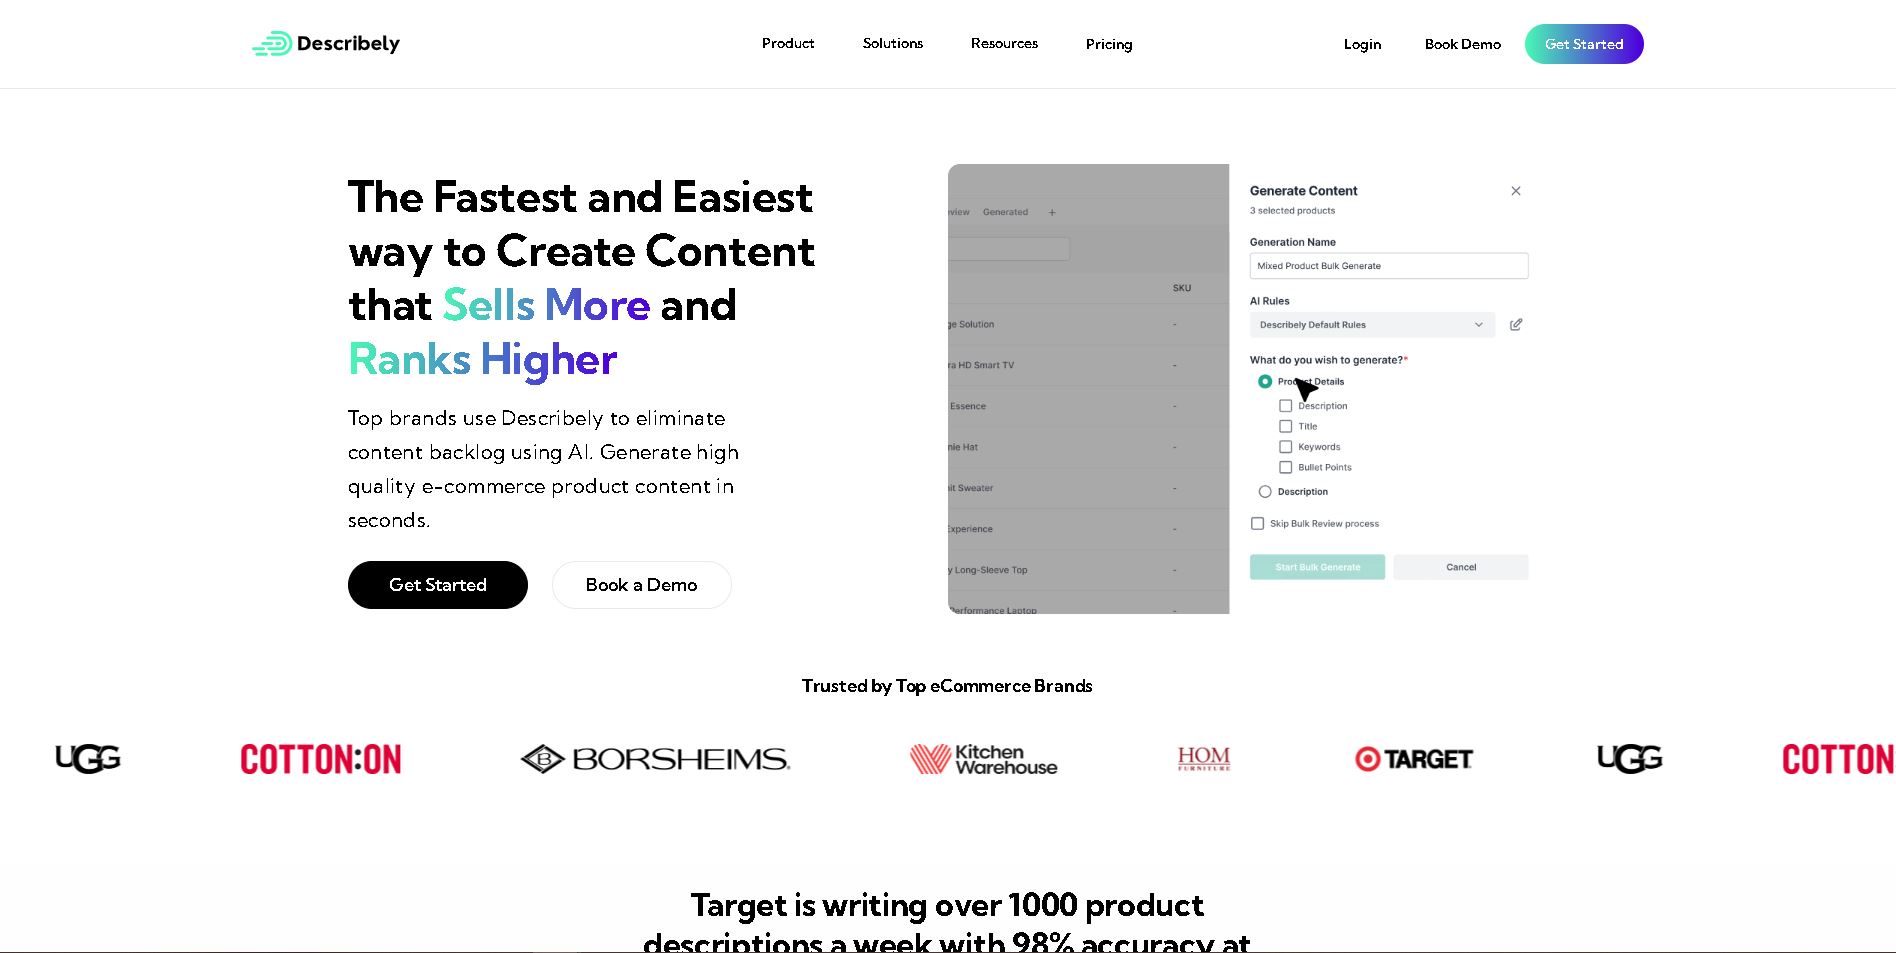 Describely
Product
Solutions
Resources
Pricing
Login
Book Demo
Get Started
The Fastest and Easiest
way to Create Content
that Sells More and
Ranks Higher
Top brands use Describely to eliminate
content backlog using AI. Generate high
quality e-commerce product content in
seconds.
Get Started
Book a Demo
Generated +
SKU
Solution -
HD Smart TV -
Essence -
Hat -
Sweater -
Experience -
Long-Sleeve Top -
Performance Laptop -
Generate Content
3 selected products
Generation Name
Mixed Product Bulk Generate
AI Rules
Describely Default Rules
What do you wish to generate?*
Product Details
Description
Title
Keywords
Bullet Points
Description
Skip Bulk Review process
Start Bulk Generate
Cancel
Trusted by Top eCommerce Brands
UGG
COTTON:ON
BORSHEIMS.
Kitchen
Warehouse
HOM
FURNITURE
TARGET
UGG
COTTON
Target is writing over 1000 product
descriptions a week with 98% accuracy at